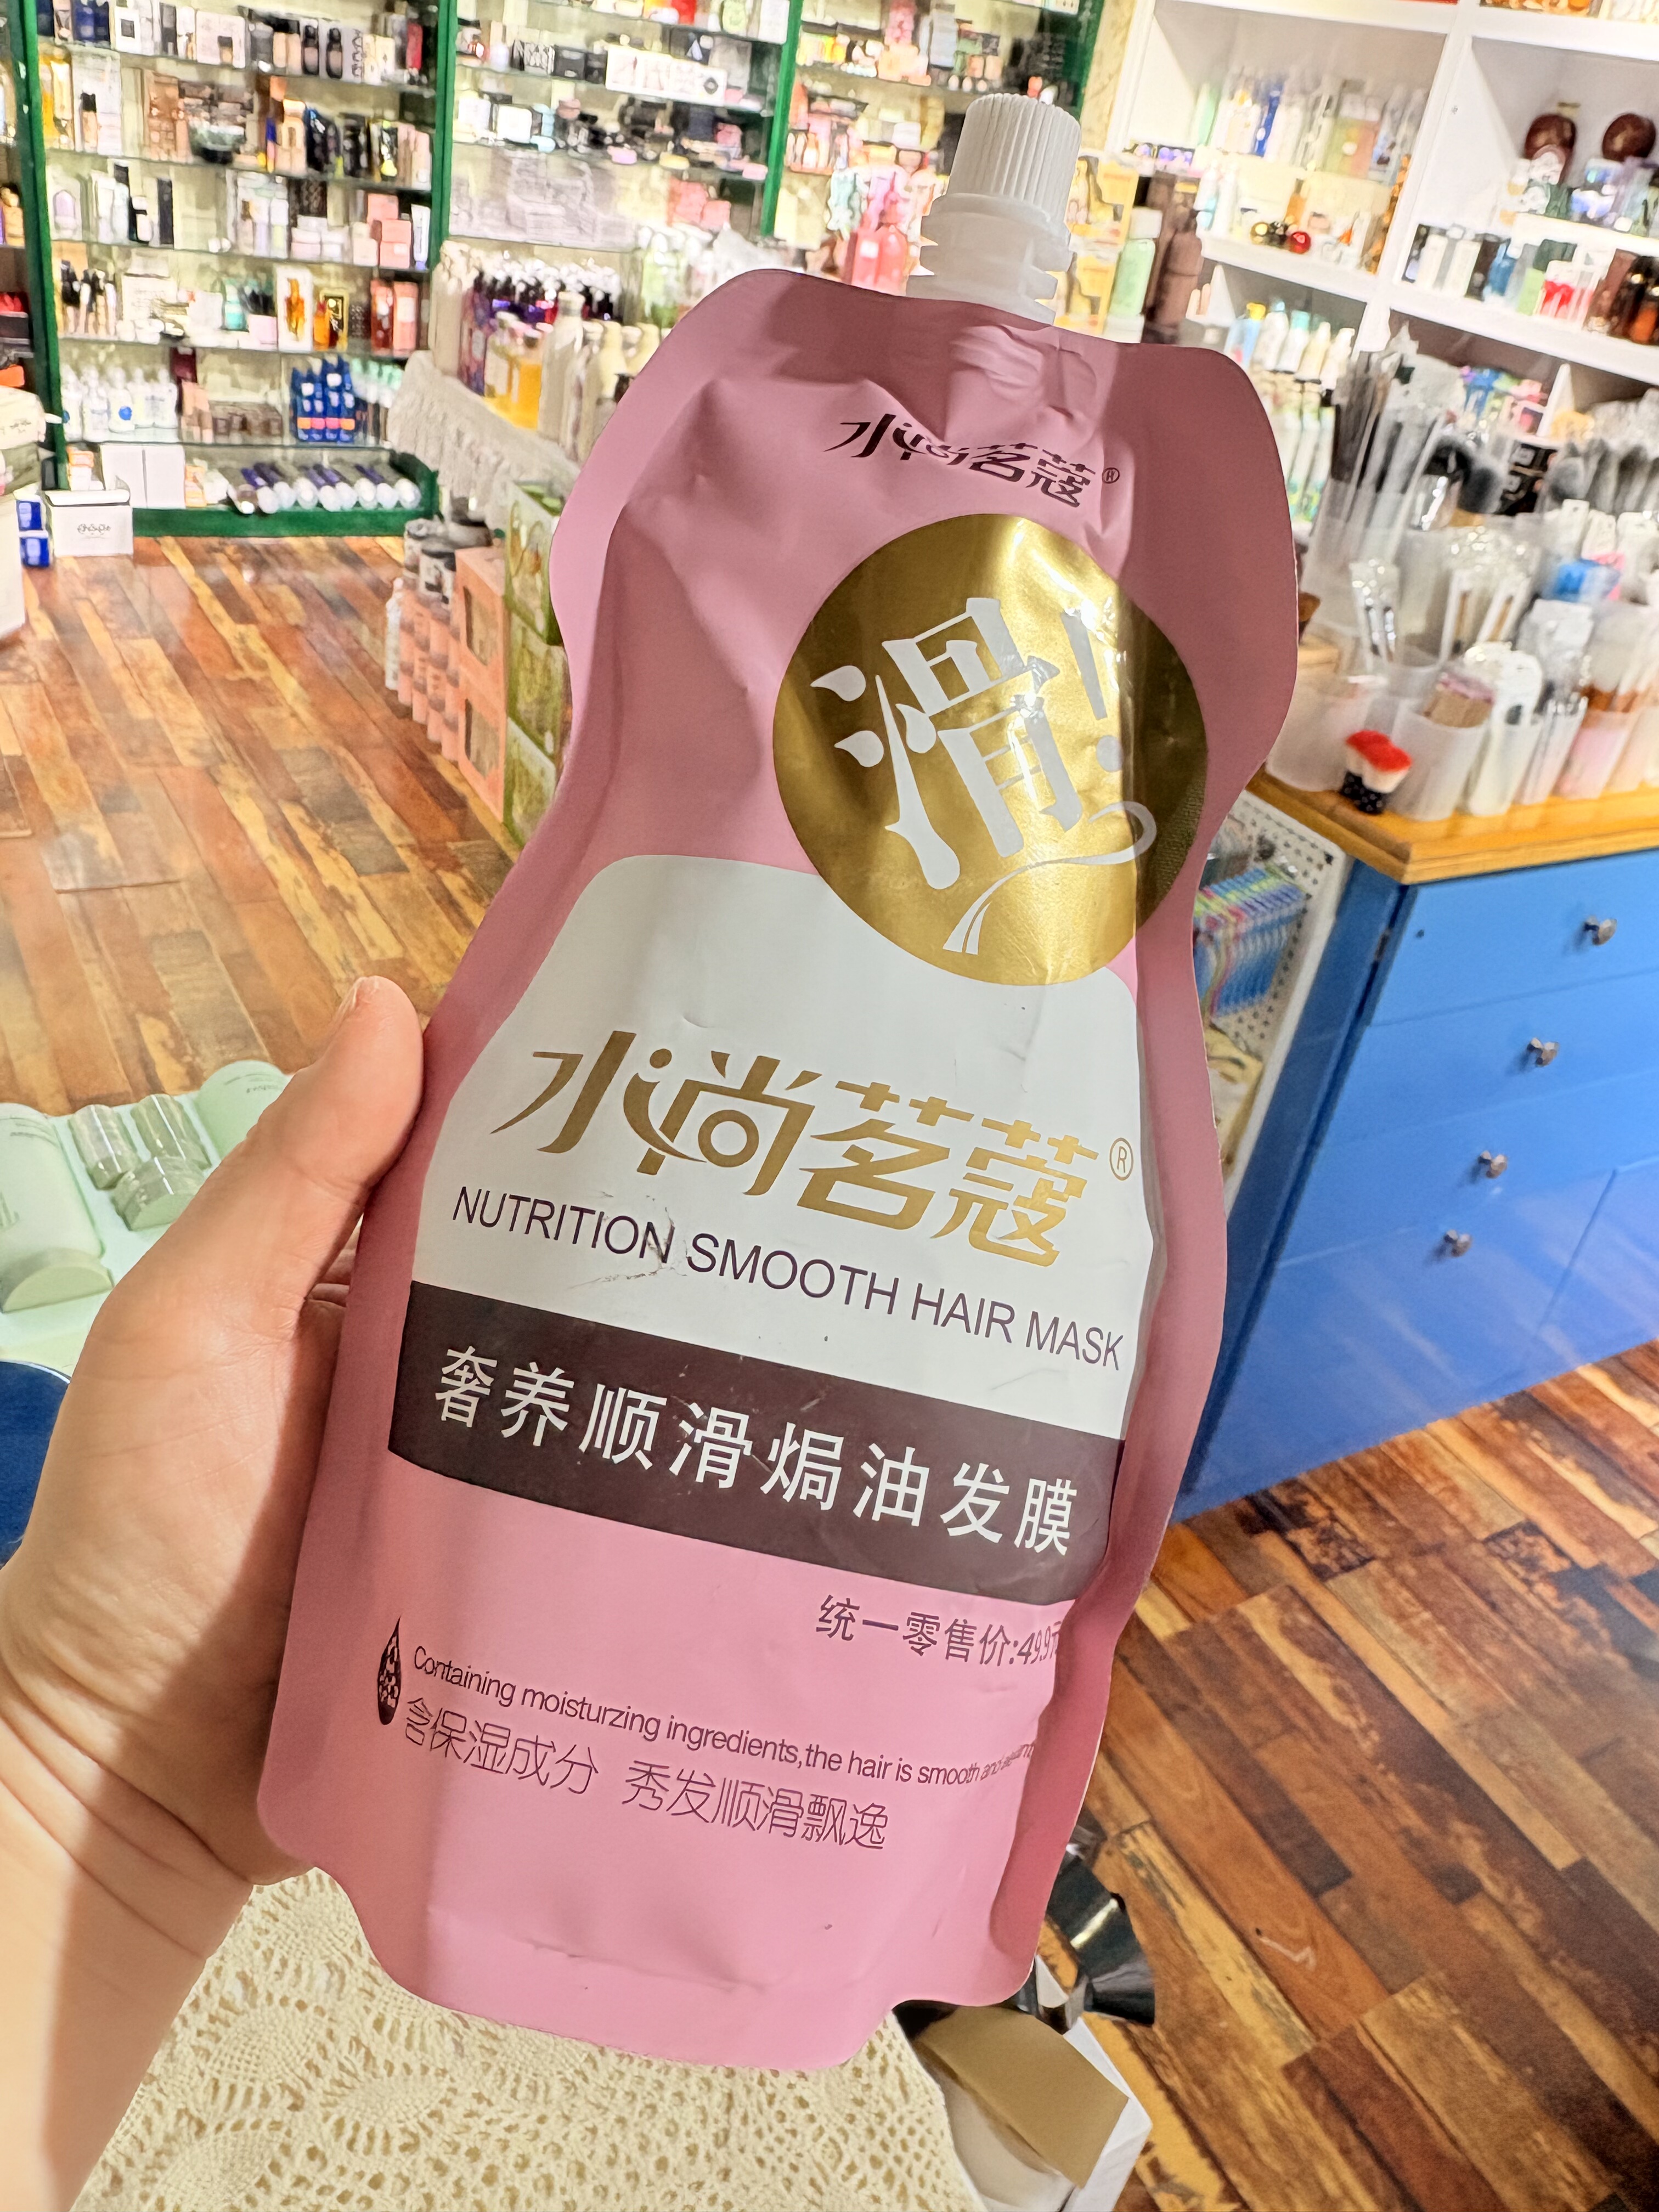 水尚茗蔻®
滑!
水尚茗蔻®
NUTRITION SMOOTH HAIR MASK
奢养顺滑焗油发膜
统一零售价:49.9
Containing moisturzing ingredients,the hair is smooth and
含保湿成分 秀发顺滑飘逸